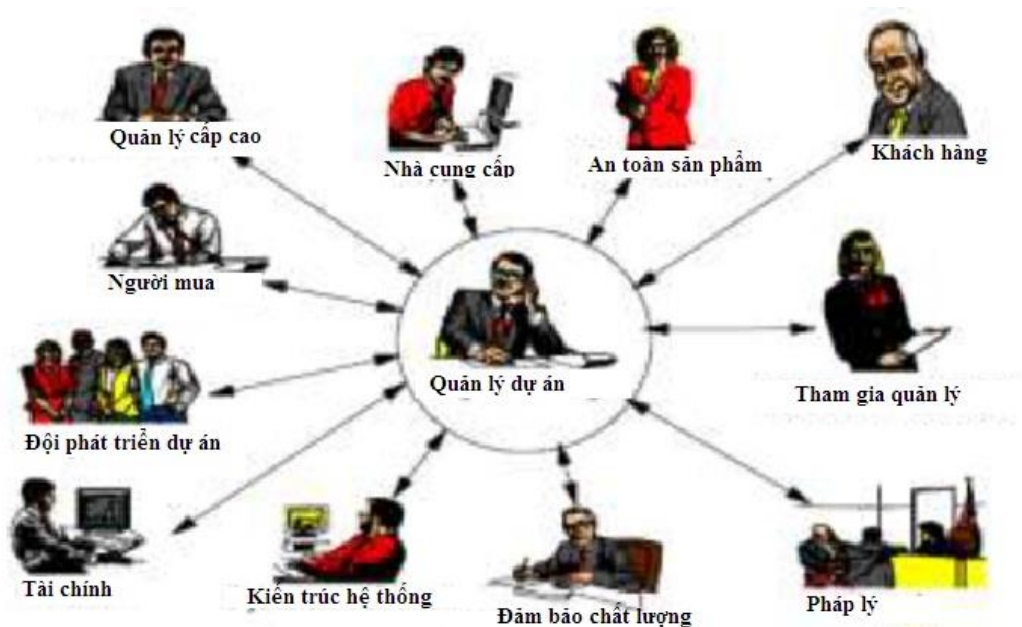 Quản lý cấp cao
Nhà cung cấp
An toàn sản phẩm
Khách hàng
Người mua
Quản lý dự án
Tham gia quản lý
Đội phát triển dự án
Tài chính
Kiến trúc hệ thống
Đảm bảo chất lượng
Pháp lý